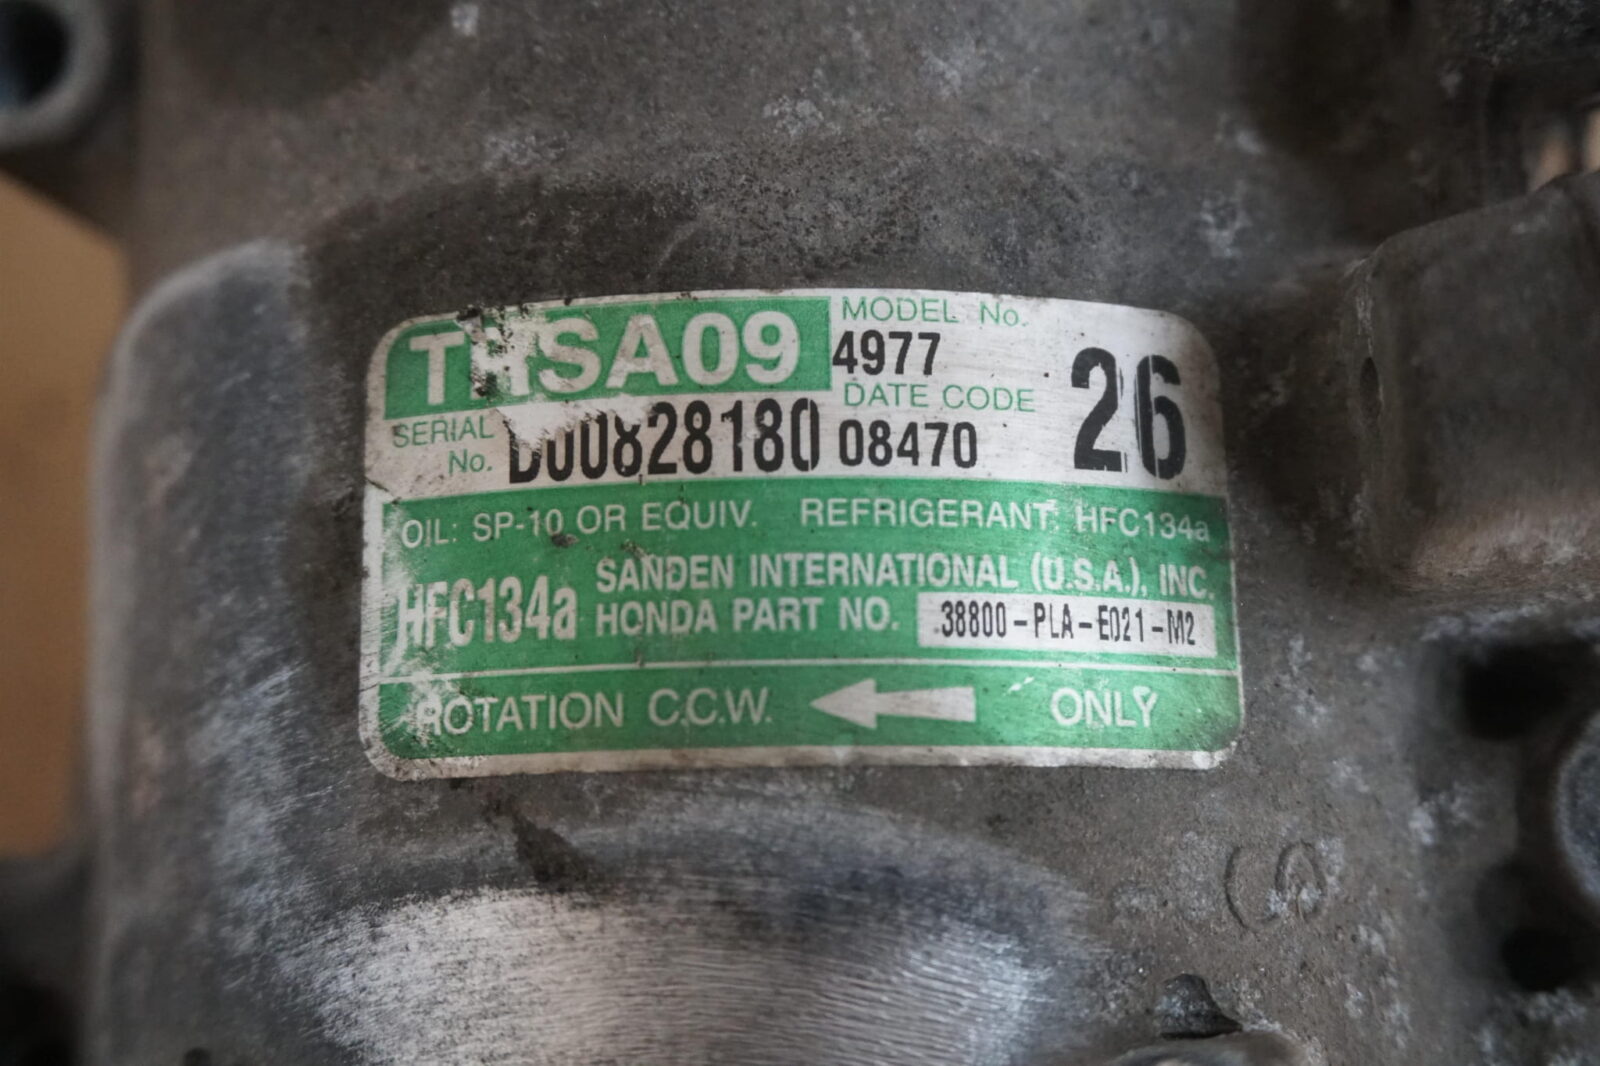 TRSA09
MODEL No.
4977
DATE CODE
08470
26
SERIAL No.
D00828180
OIL: SP-10 OR EQUIV. REFRIGERANT: HFC134a
HFC134a
SANDEN INTERNATIONAL (U.S.A.), INC.
HONDA PART NO. 38800-PLA-E021-M2
ROTATION C.C.W. ONLY